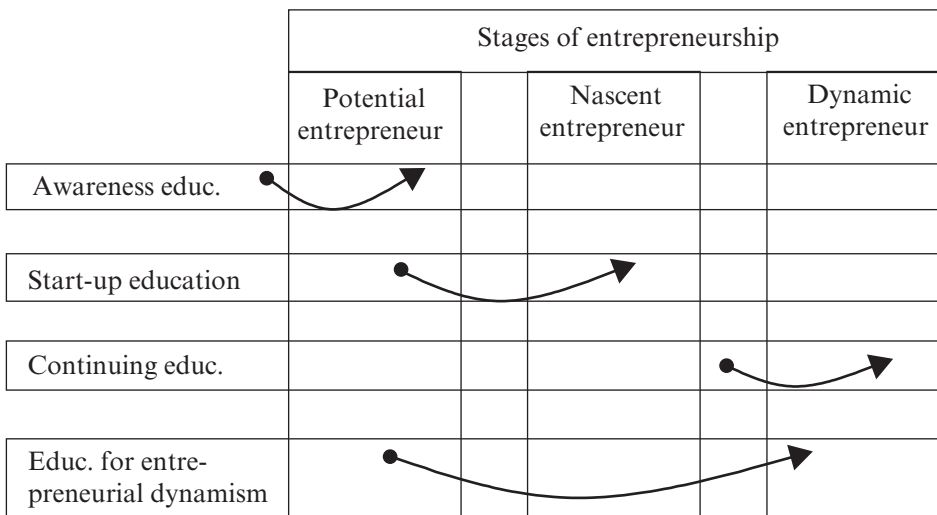 Stages of entrepreneurship
Potential
entrepreneur
Nascent
entrepreneur
Dynamic
entrepreneur
Awareness educ.
Start-up education
Continuing educ.
Educ. for entre-
preneurial dynamism